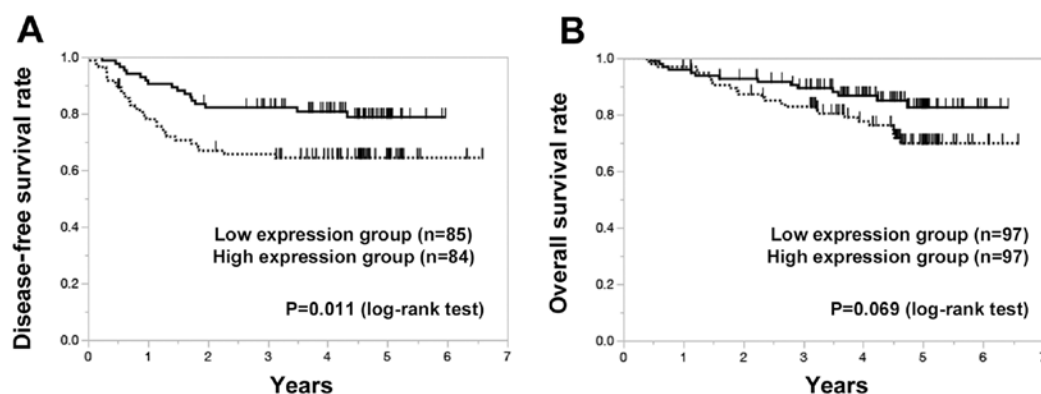 A
Disease-free survival rate
1.0
0.8
0.6
0.4
0.2
0.0
Low expression group (n=85)
High expression group (n=84)
P=0.011 (log-rank test)
0 1 2 3 4 5 6 7
Years
B
Overall survival rate
1.0
0.8
0.6
0.4
0.2
0.0
Low expression group (n=97)
High expression group (n=97)
P=0.069 (log-rank test)
0 1 2 3 4 5 6 7
Years